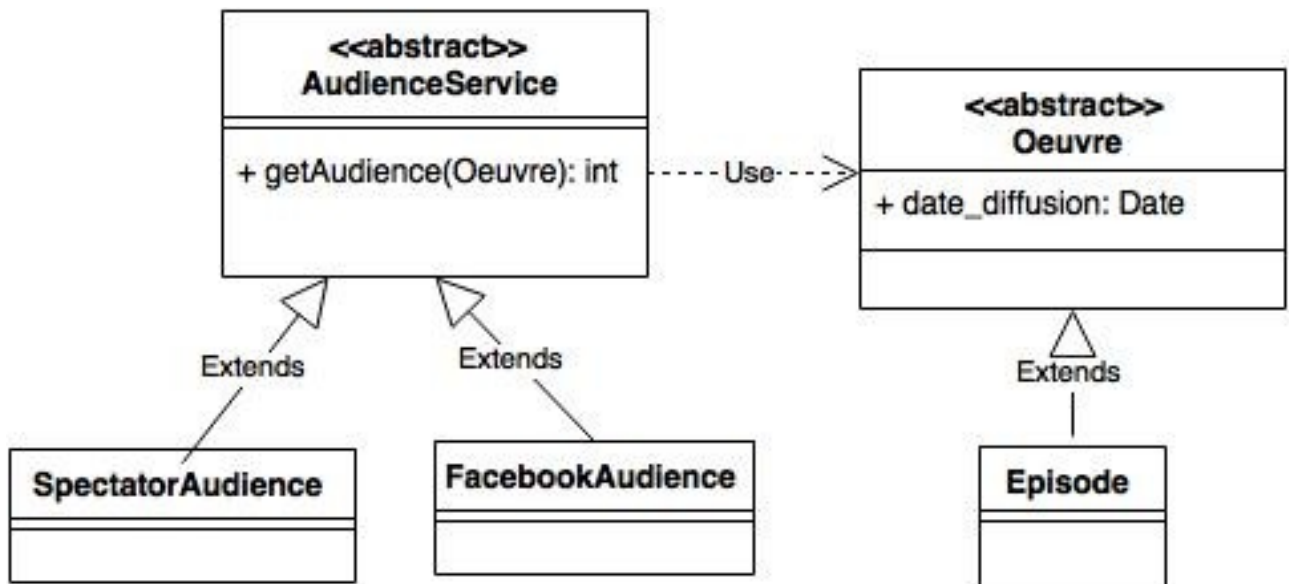 <<abstract>>
AudienceService
+ getAudience(Oeuvre): int
Use
<<abstract>>
Oeuvre
+ date_diffusion: Date
Extends
Extends
Extends
SpectatorAudience
FacebookAudience
Episode